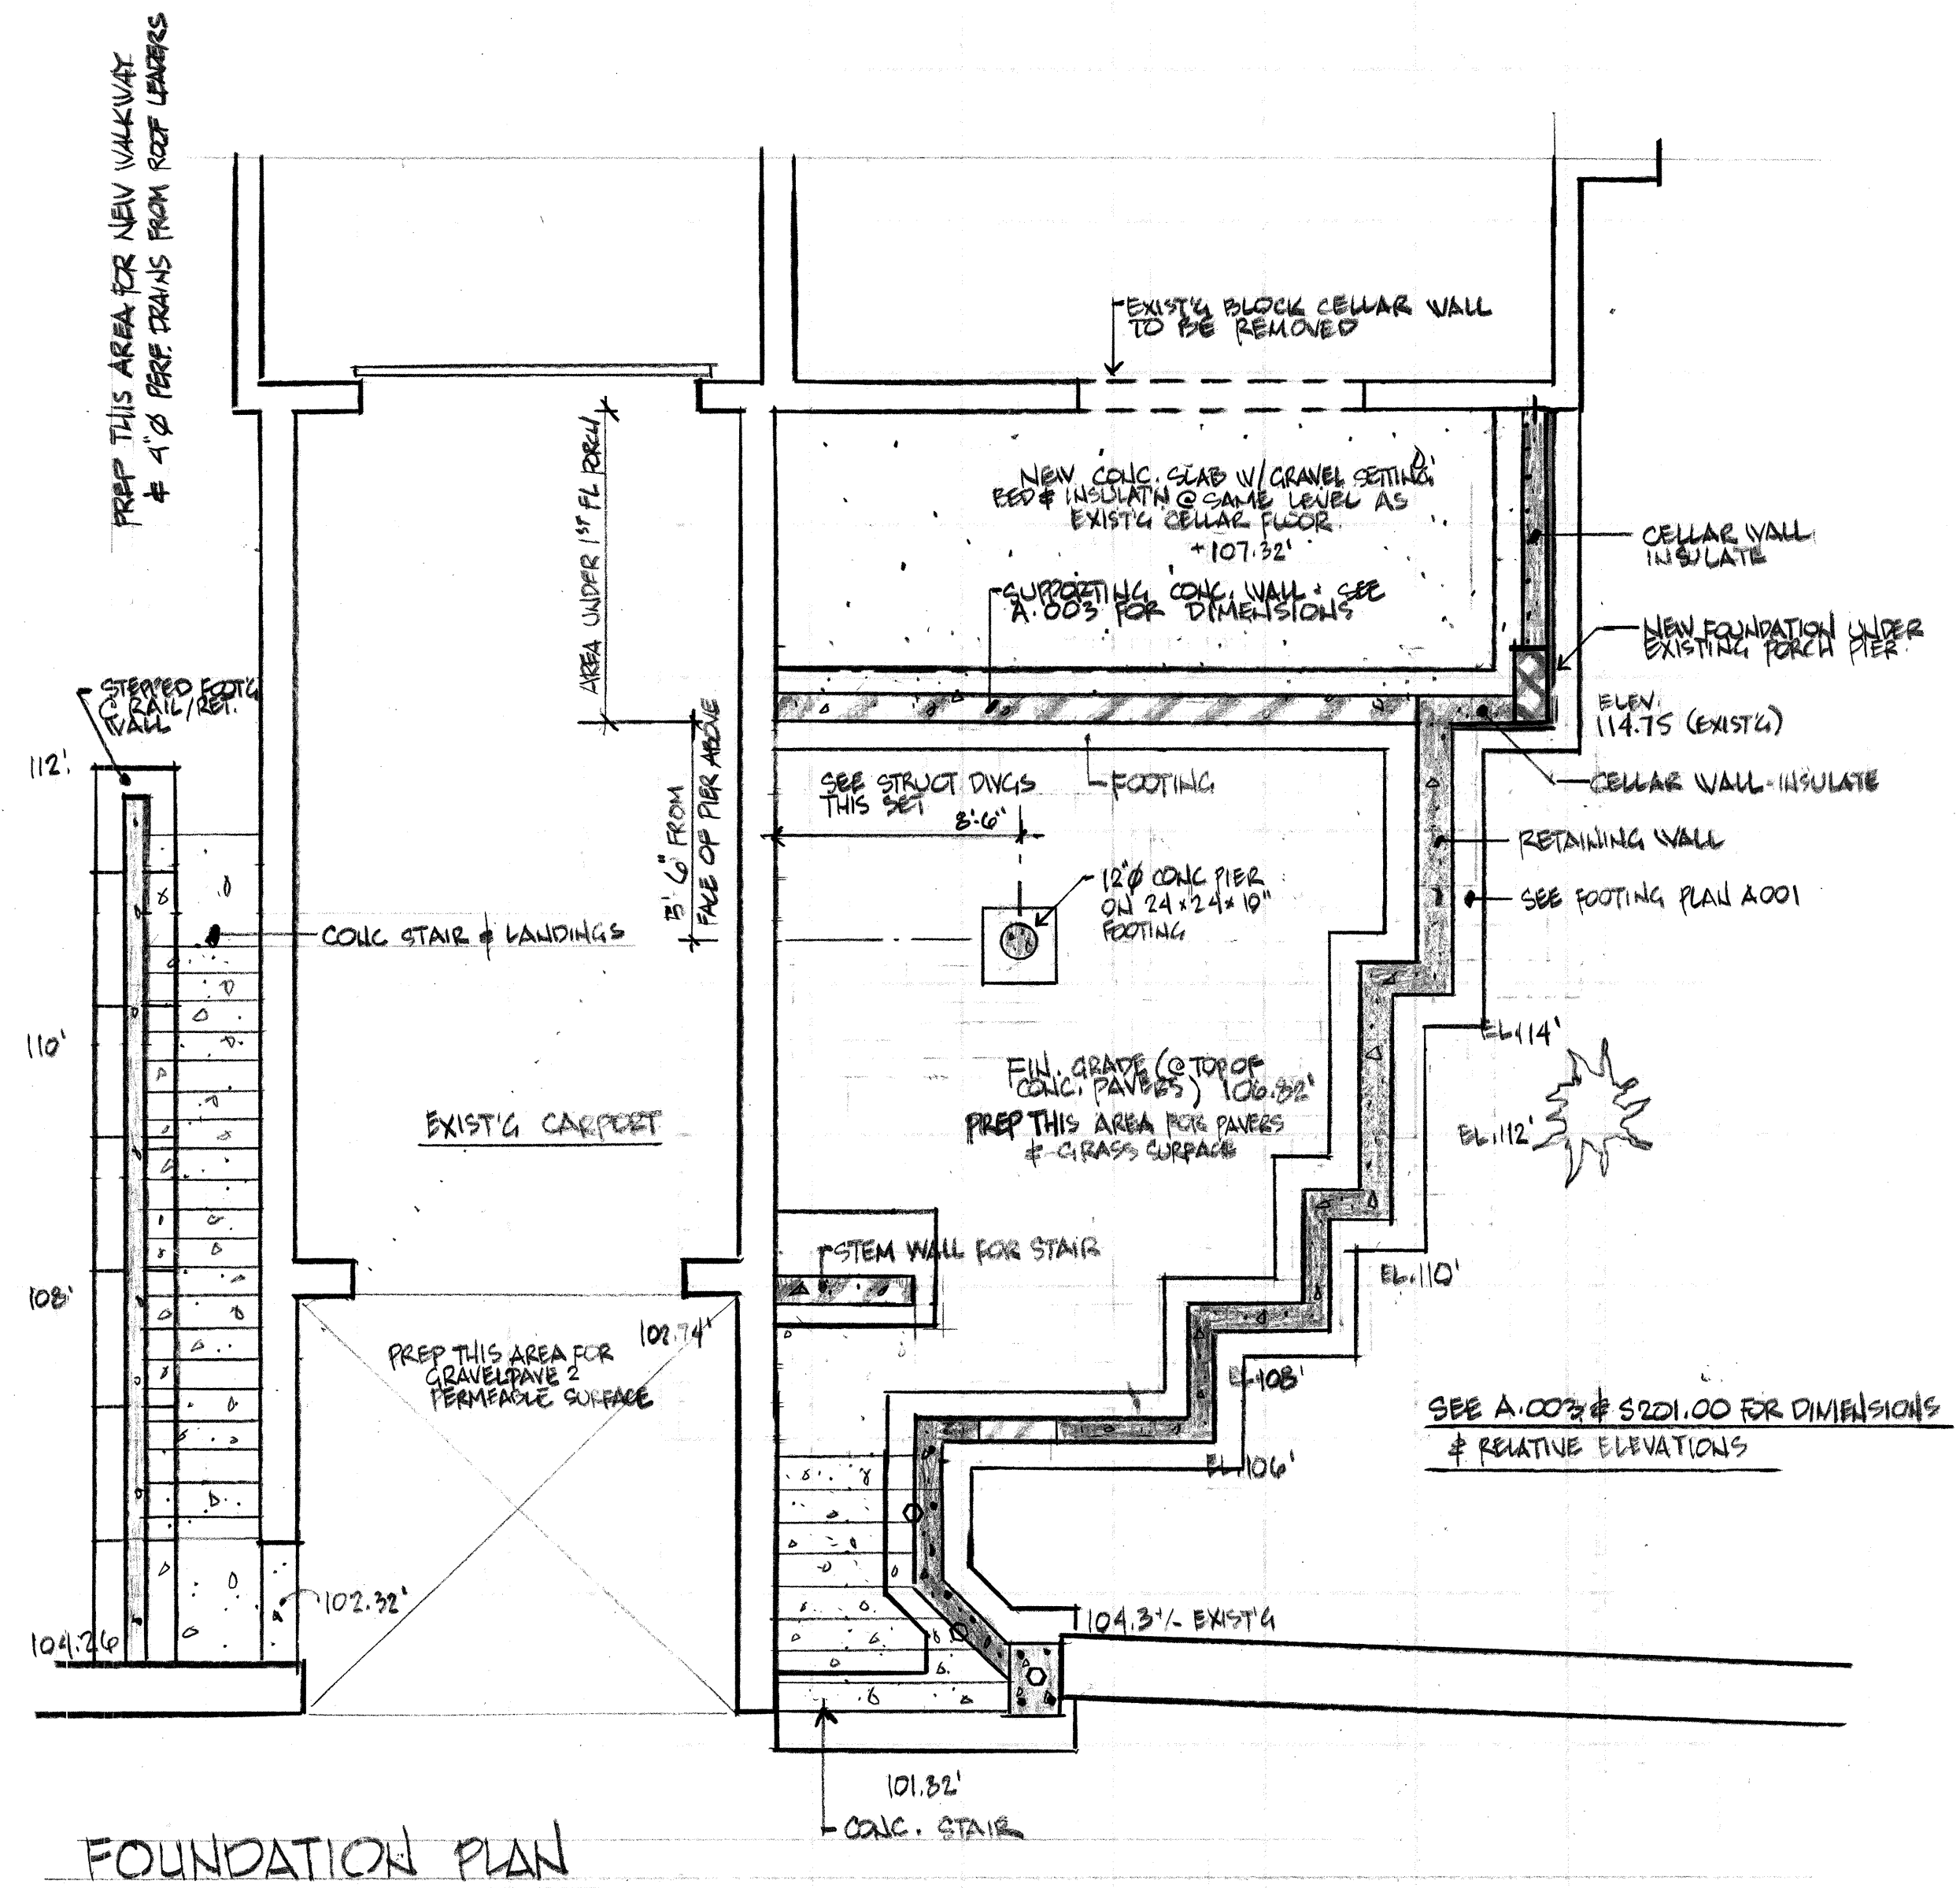 PREP THIS AREA FOR NEW WALKWAY
& 4"Ø PERF. DRAINS FROM ROOF LEADERS
EXIST'G BLOCK CELLAR WALL
TO BE REMOVED
AREA UNDER 1ST FL PORCH
NEW CONC. SLAB W/GRAVEL SETTING
BED & INSULAT'N @ SAME LEVEL AS
EXIST'G CELLAR FLOOR
+107.32'
SUPPORTING CONC. WALL - SEE
A.003 FOR DIMENSIONS
CELLAR WALL
INSULATE
NEW FOUNDATION UNDER
EXISTING PORCH PIER
ELEV.
114.75 (EXIST'G)
CELLAR WALL-INSULATE
STEPPED FOOT'G
@ RAIL/RET.
WALL
112'
SEE STRUCT DWGS
THIS SET
FOOTING
8'-6"
5'-6" FROM
FACE OF PIER ABOVE
RETAINING WALL
12"Ø CONC PIER
ON 24x24x10"
FOOTING
SEE FOOTING PLAN A001
CONC STAIR & LANDINGS
110'
EL.114'
FIN. GRADE (@ TOP OF
CONC. PAVERS) 106.82'
PREP THIS AREA FOR PAVERS
& GRASS SURFACE
EXIST'G CARPORT
EL.112'
STEM WALL FOR STAIR
EL.110'
108'
102.74'
PREP THIS AREA FOR
GRAVELPAVE 2
PERMEABLE SURFACE
EL.108'
SEE A.003 & S201.00 FOR DIMENSIONS
& RELATIVE ELEVATIONS
EL.106'
102.32'
104.26
104.3+/- EXIST'G
101.32'
CONC. STAIR
FOUNDATION PLAN